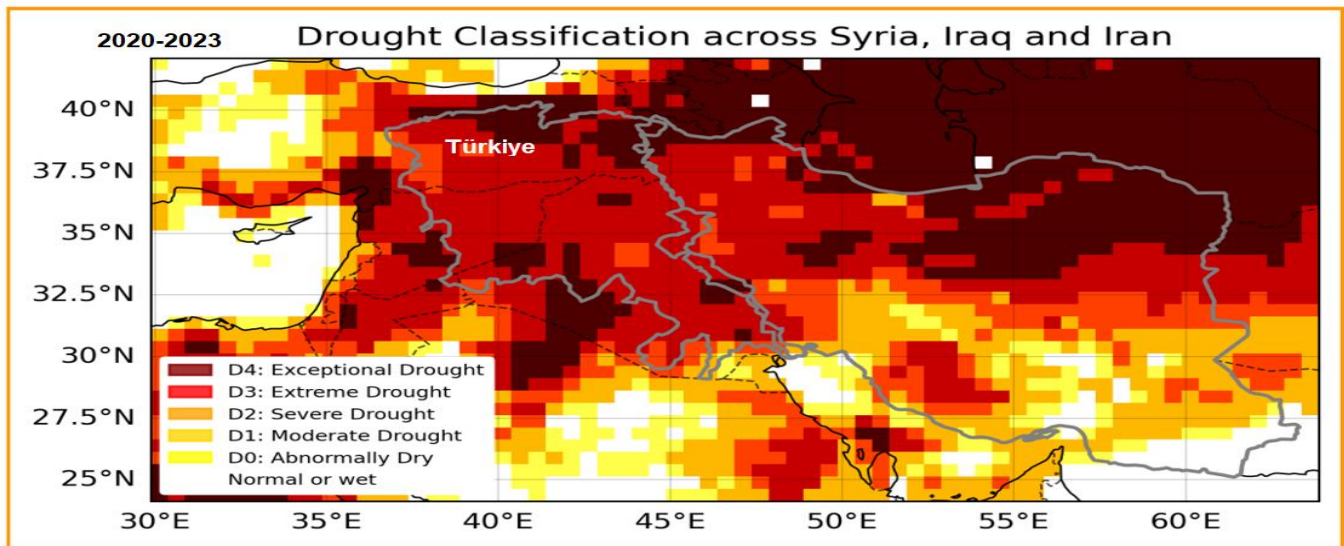 2020-2023
Drought Classification across Syria, Iraq and Iran
40°N
37.5°N
35°N
32.5°N
30°N
27.5°N
25°N
Türkiye
D4: Exceptional Drought
D3: Extreme Drought
D2: Severe Drought
D1: Moderate Drought
D0: Abnormally Dry
Normal or wet
30°E
35°E
40°E
45°E
50°E
55°E
60°E